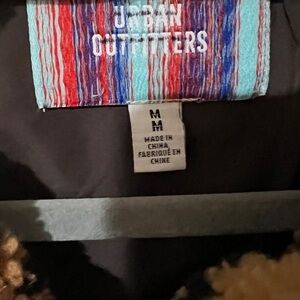 URBAN
OUTFITTERS
M
M
MADE IN
CHINA
FABRIQUÉ EN
CHINE